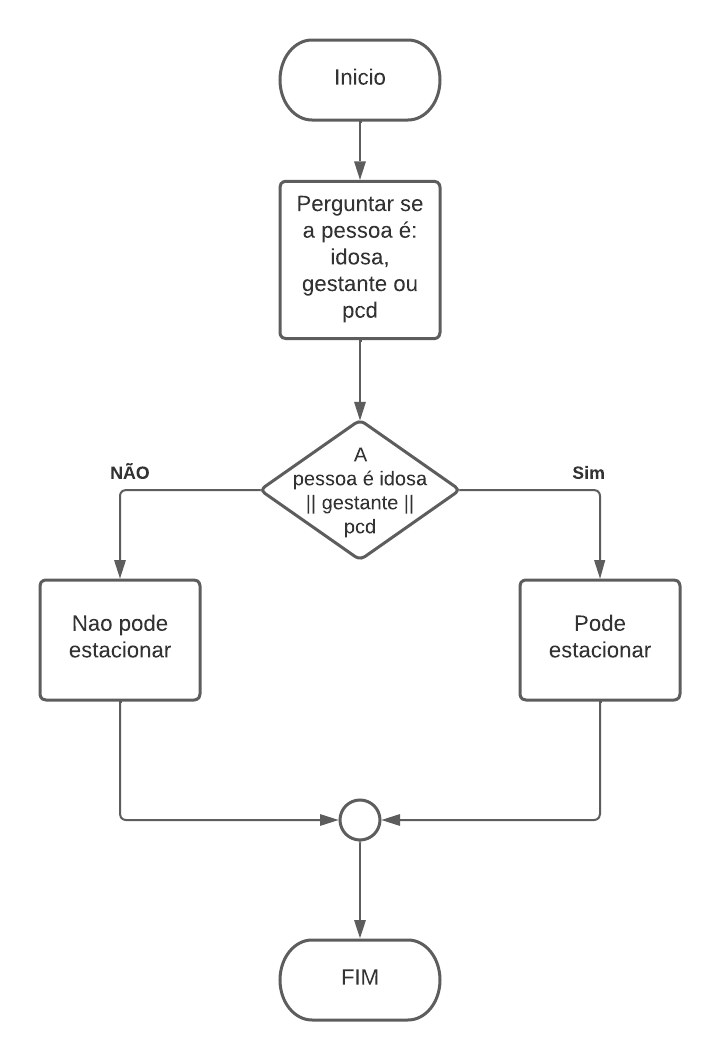 Inicio
Perguntar se
a pessoa é:
idosa,
gestante ou
pcd
A
pessoa é idosa
|| gestante ||
pcd
NÃO
Sim
Nao pode
estacionar
Pode
estacionar
FIM